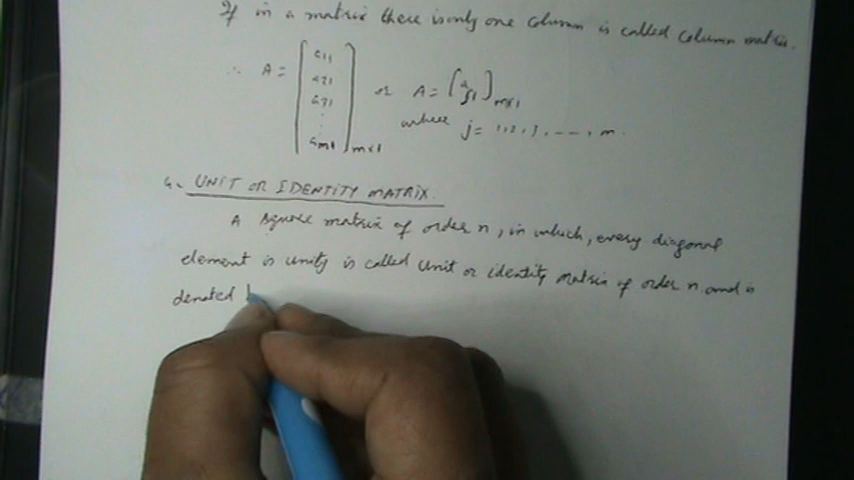 If in a matrix there is only one column is called column matrix.
∴ A = [a11 a21 a31 ⋮ am1]m×1 or A = [aj1]m×1
where j = 1, 2, 3, ---, m.
4. UNIT OR IDENTITY MATRIX.
A square matrix of order n, in which, every diagonal
element is unity is called unit or identity matrix of order n and is
denoted b